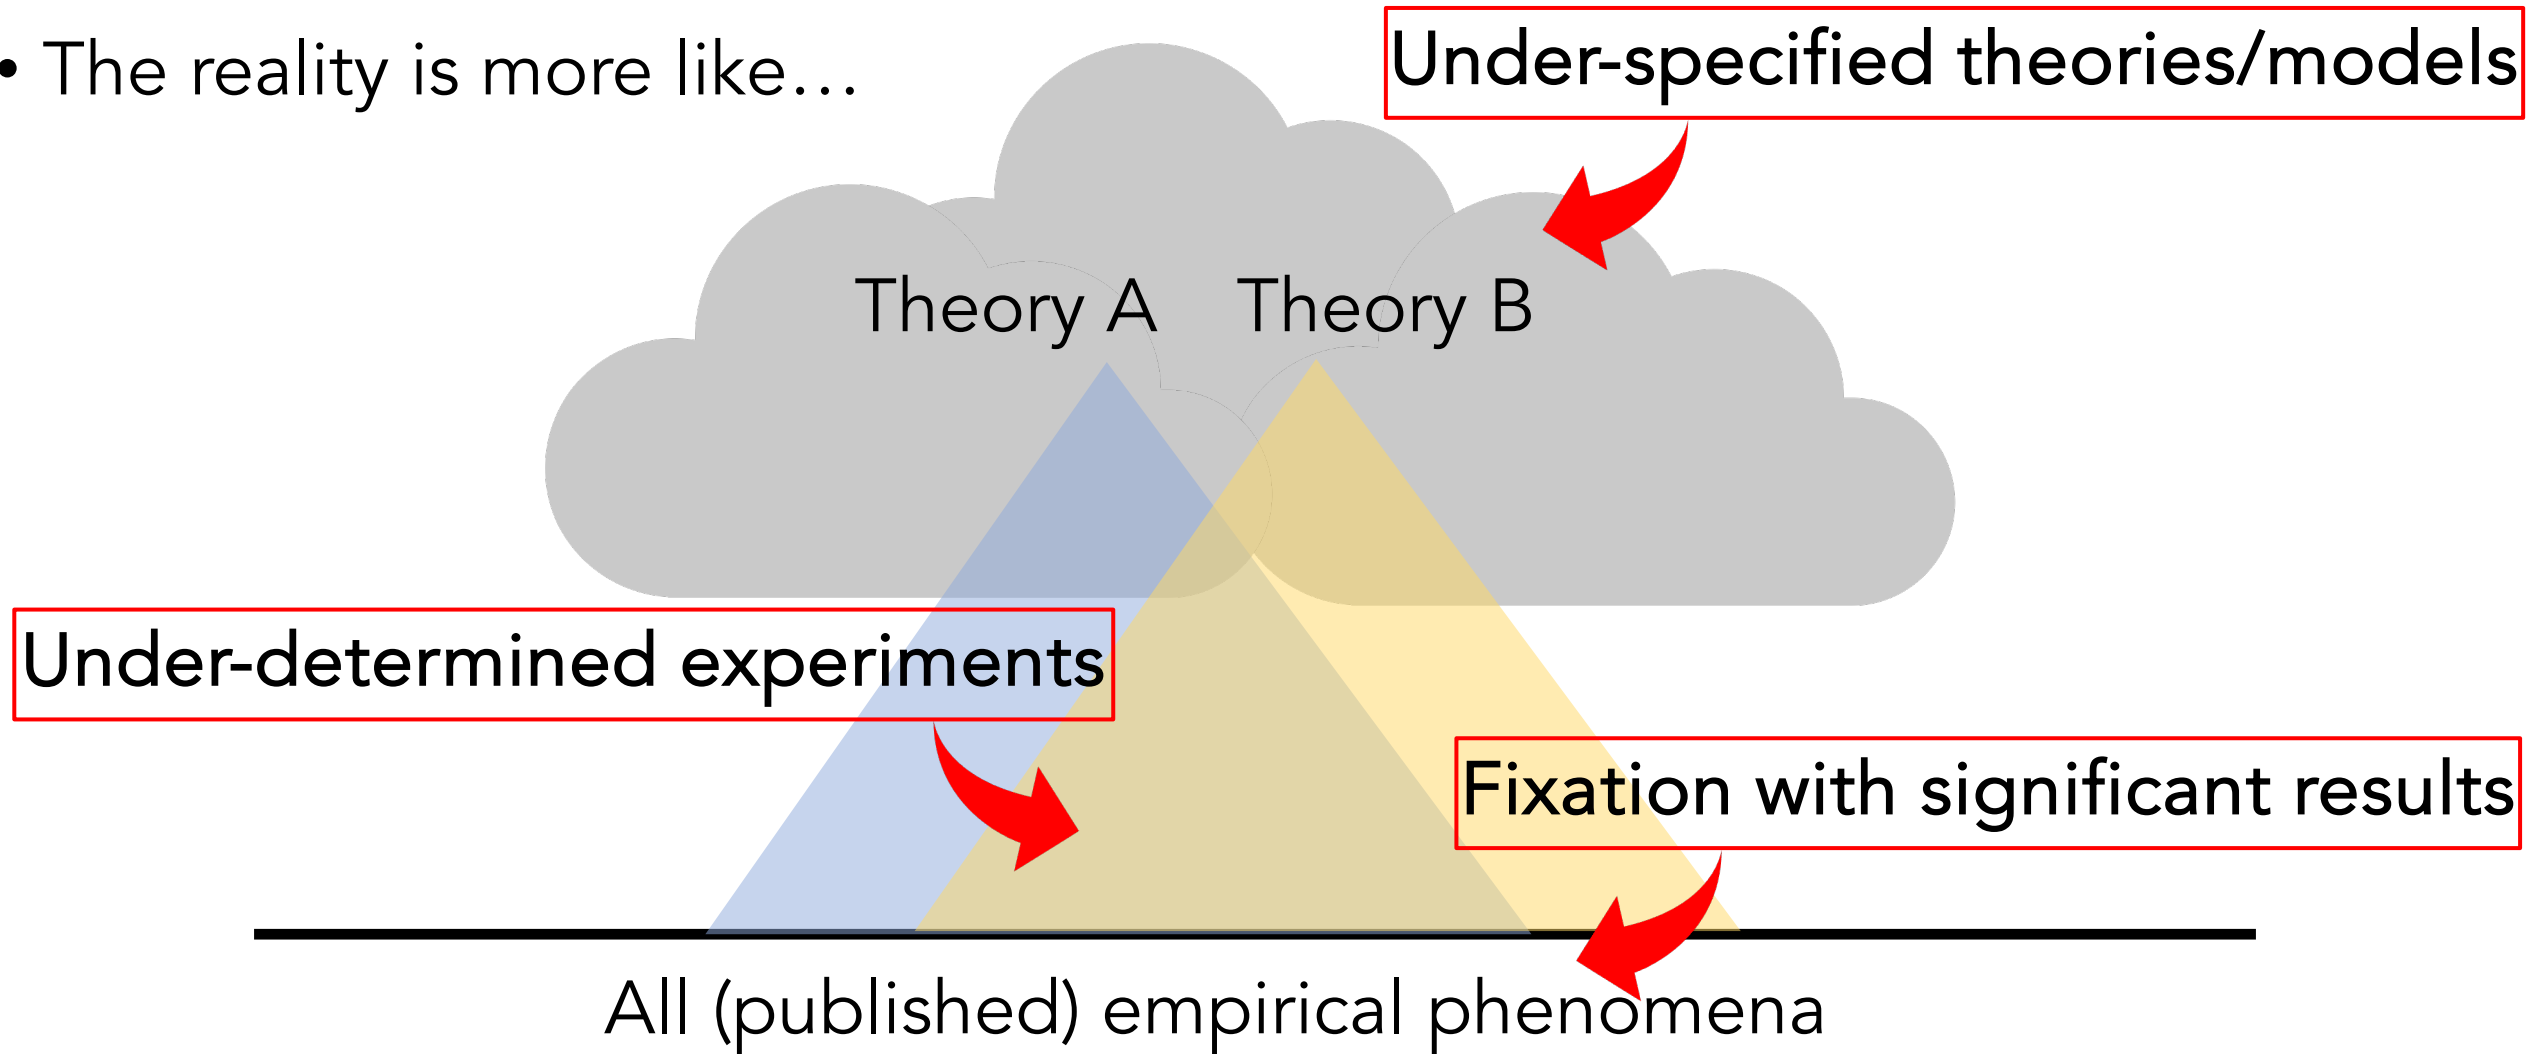 • The reality is more like…
Under-specified theories/models
Theory A
Theory B
Under-determined experiments
Fixation with significant results
All (published) empirical phenomena